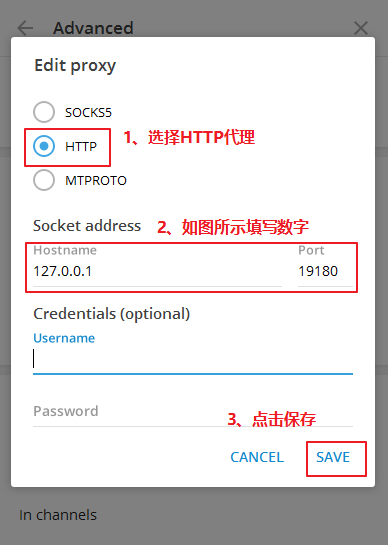 Advanced
Edit proxy
SOCKS5
HTTP
1、选择HTTP代理
MTPROTO
Socket address
2、如图所示填写数字
Hostname
Port
127.0.0.1
19180
Credentials (optional)
Username
Password
3、点击保存
CANCEL
SAVE
In channels